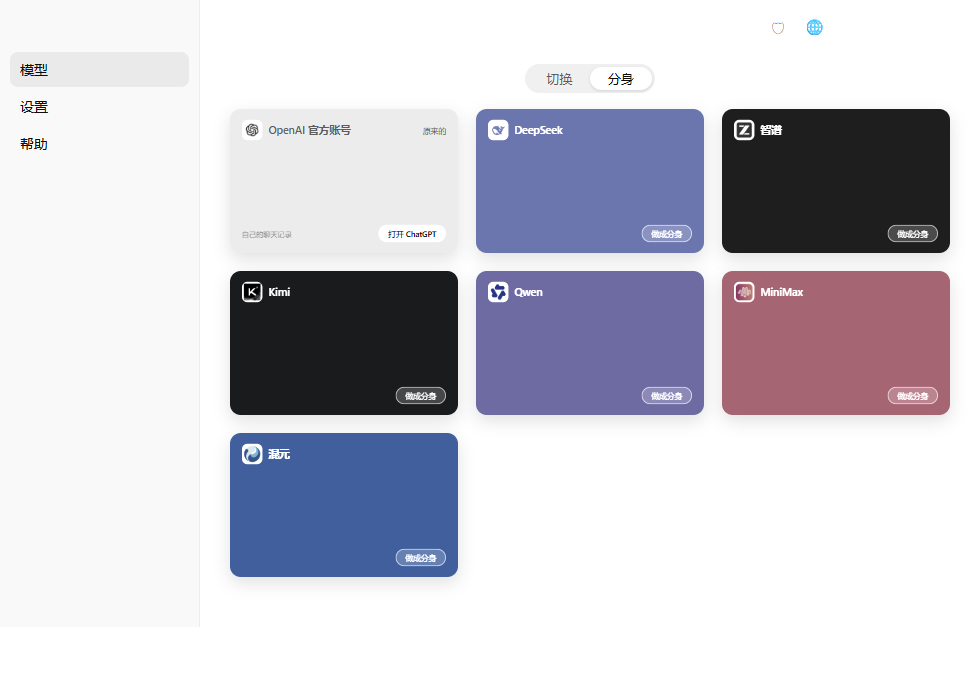 模型
设置
帮助
切换
分身
OpenAI 官方账号
原来的
自己的聊天记录
打开 ChatGPT
DeepSeek
做成分身
智谱
做成分身
Kimi
做成分身
Qwen
做成分身
MiniMax
做成分身
混元
做成分身